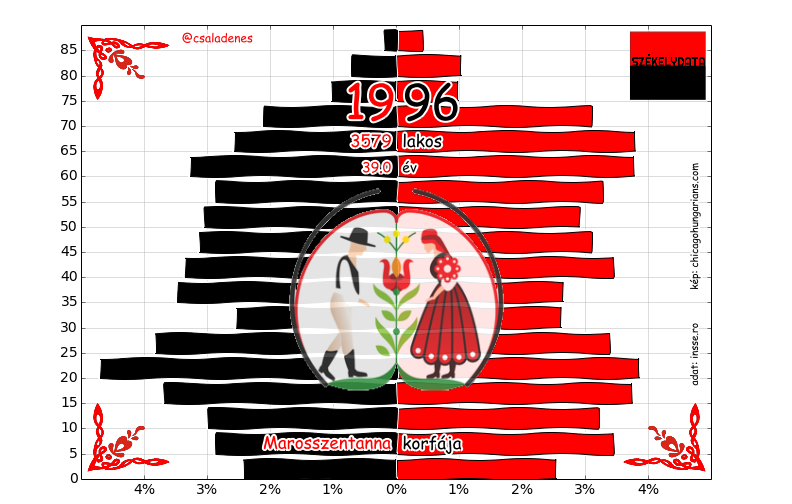 @csaladenes
SZÉKELYDATA
1996
3579 lakos
39.0 év
kép: chicagohungarians.com
adat: insse.ro
Marosszentanna korfája
85
80
75
70
65
60
55
50
45
40
35
30
25
20
15
10
5
0
4% 3% 2% 1% 0% 1% 2% 3% 4%